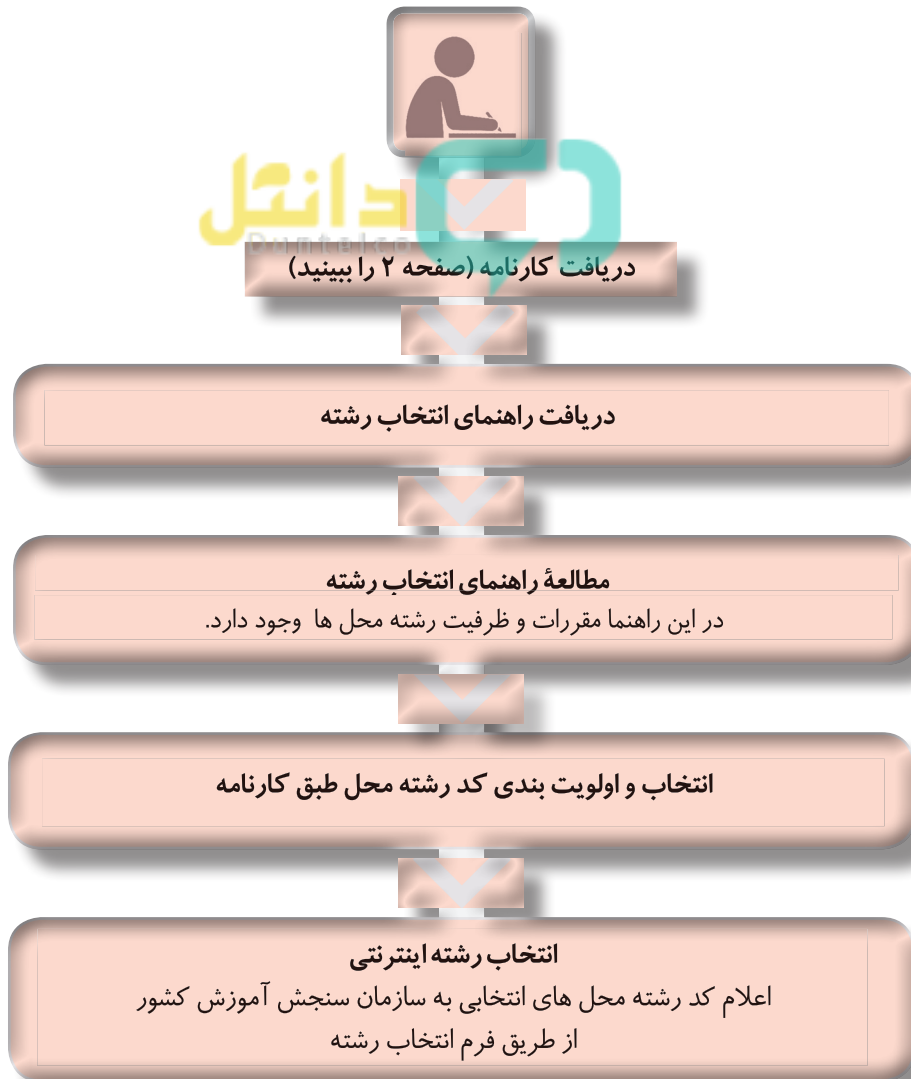 دانتل
Duntelco
دریافت کارنامه (صفحه ۲ را ببینید)
دریافت راهنمای انتخاب رشته
مطالعهٔ راهنمای انتخاب رشته
در این راهنما مقررات و ظرفیت رشته محل ها وجود دارد.
انتخاب و اولویت بندی کد رشته محل طبق کارنامه
انتخاب رشته اینترنتی
اعلام کد رشته محل های انتخابی به سازمان سنجش آموزش کشور
از طریق فرم انتخاب رشته